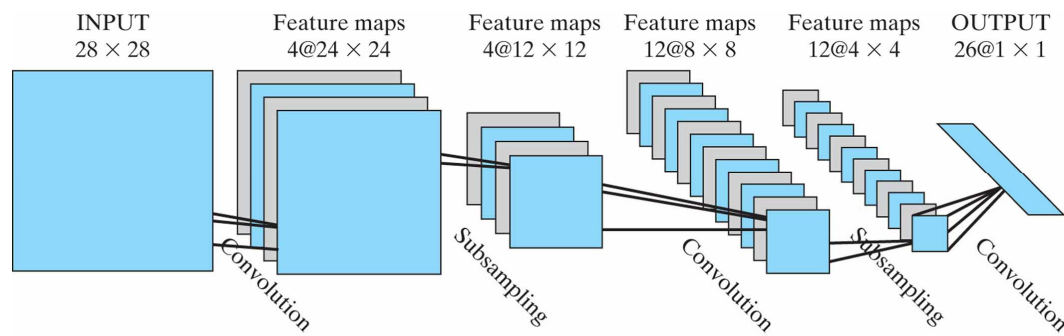 INPUT
28 × 28
Feature maps
4@24 × 24
Feature maps
4@12 × 12
Feature maps
12@8 × 8
Feature maps
12@4 × 4
OUTPUT
26@1 × 1
Convolution
Subsampling
Convolution
Subsampling
Convolution